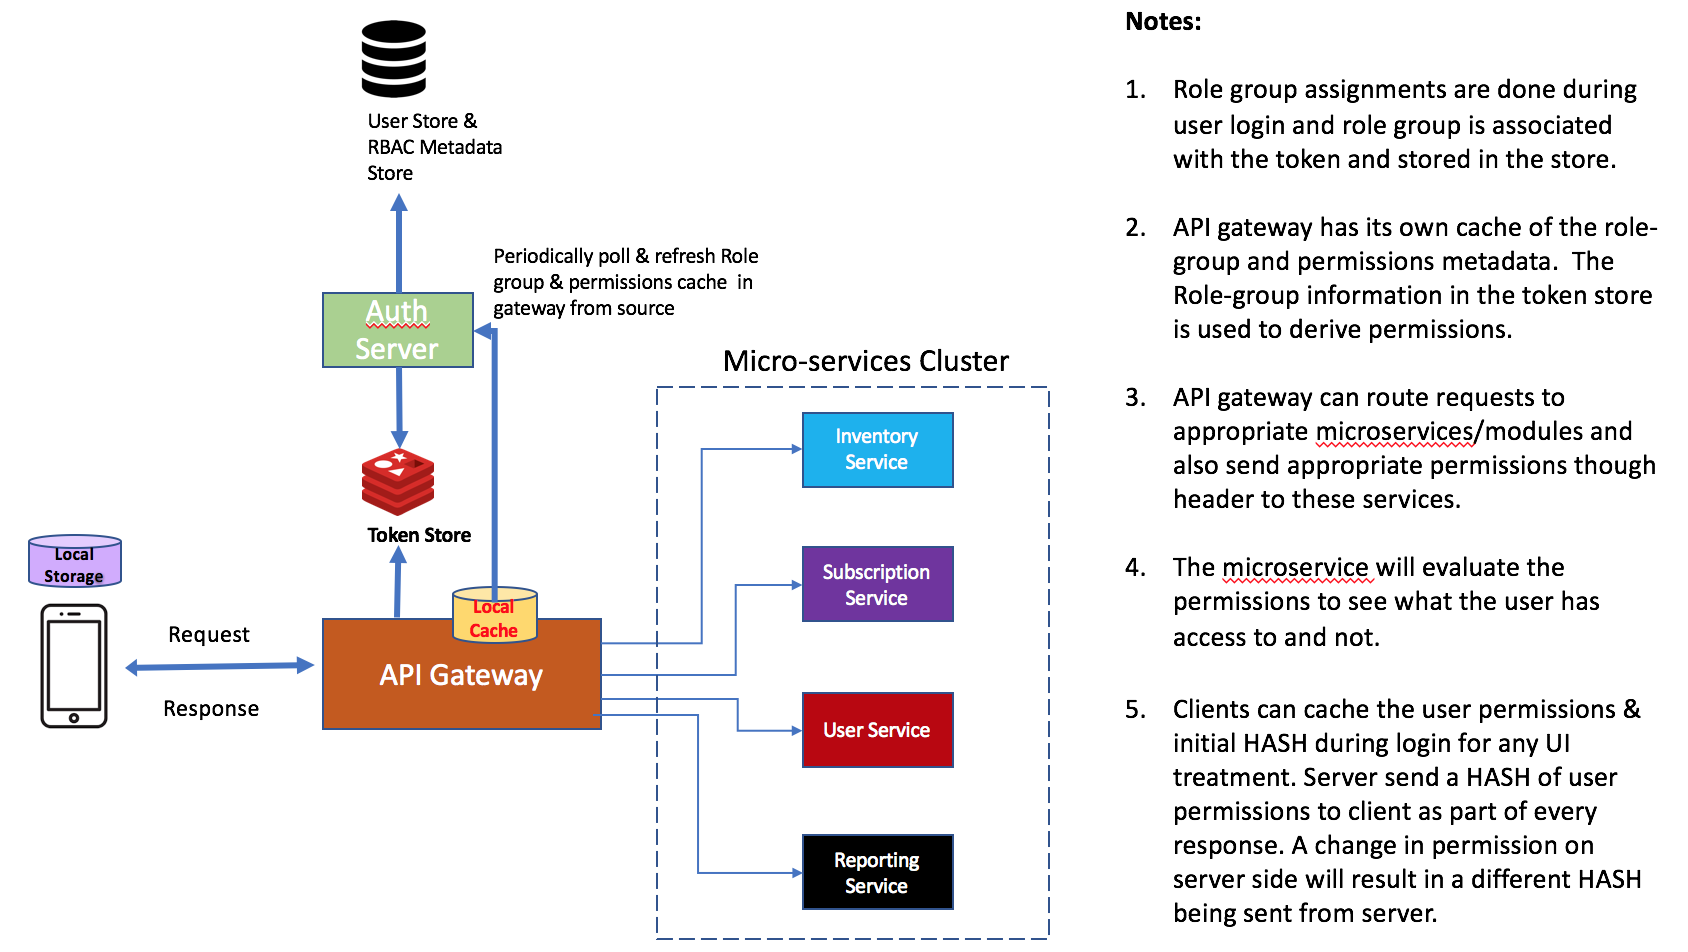 User Store &
RBAC Metadata
Store
Periodically poll & refresh Role
group & permissions cache in
gateway from source
Auth
Server
Token Store
Local
Storage
Request
Response
Local
Cache
API Gateway
Micro-services Cluster
Inventory
Service
Subscription
Service
User Service
Reporting
Service
Notes:
1. Role group assignments are done during
user login and role group is associated
with the token and stored in the store.
2. API gateway has its own cache of the role-
group and permissions metadata. The
Role-group information in the token store
is used to derive permissions.
3. API gateway can route requests to
appropriate microservices/modules and
also send appropriate permissions though
header to these services.
4. The microservice will evaluate the
permissions to see what the user has
access to and not.
5. Clients can cache the user permissions &
initial HASH during login for any UI
treatment. Server send a HASH of user
permissions to client as part of every
response. A change in permission on
server side will result in a different HASH
being sent from server.